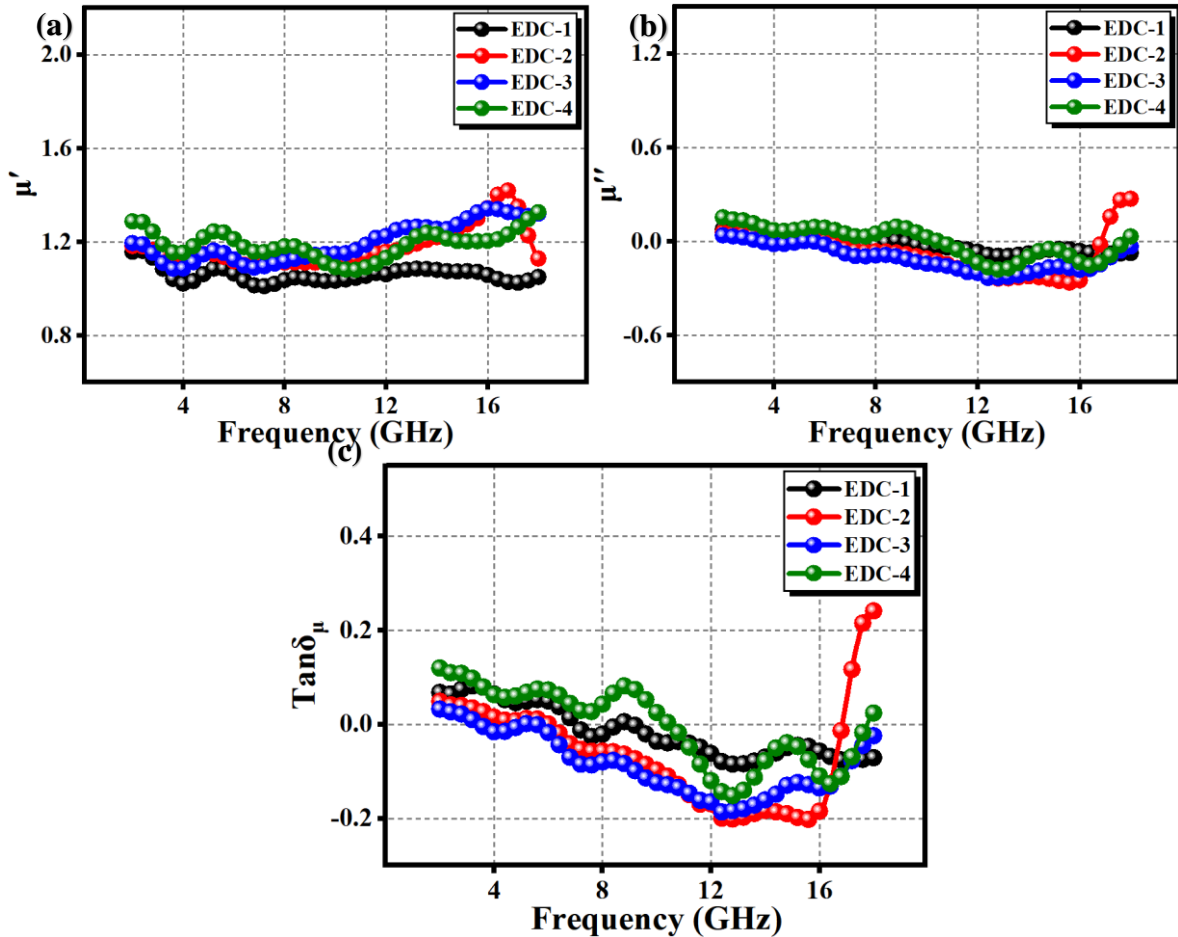 (a)
EDC-1
EDC-2
EDC-3
EDC-4
2.0
1.6
1.2
0.8
μ′
4 8 12 16
Frequency (GHz)
(b)
EDC-1
EDC-2
EDC-3
EDC-4
1.2
0.6
0.0
-0.6
μ′′
4 8 12 16
Frequency (GHz)
(c)
EDC-1
EDC-2
EDC-3
EDC-4
0.4
0.2
0.0
-0.2
Tanδμ
4 8 12 16
Frequency (GHz)